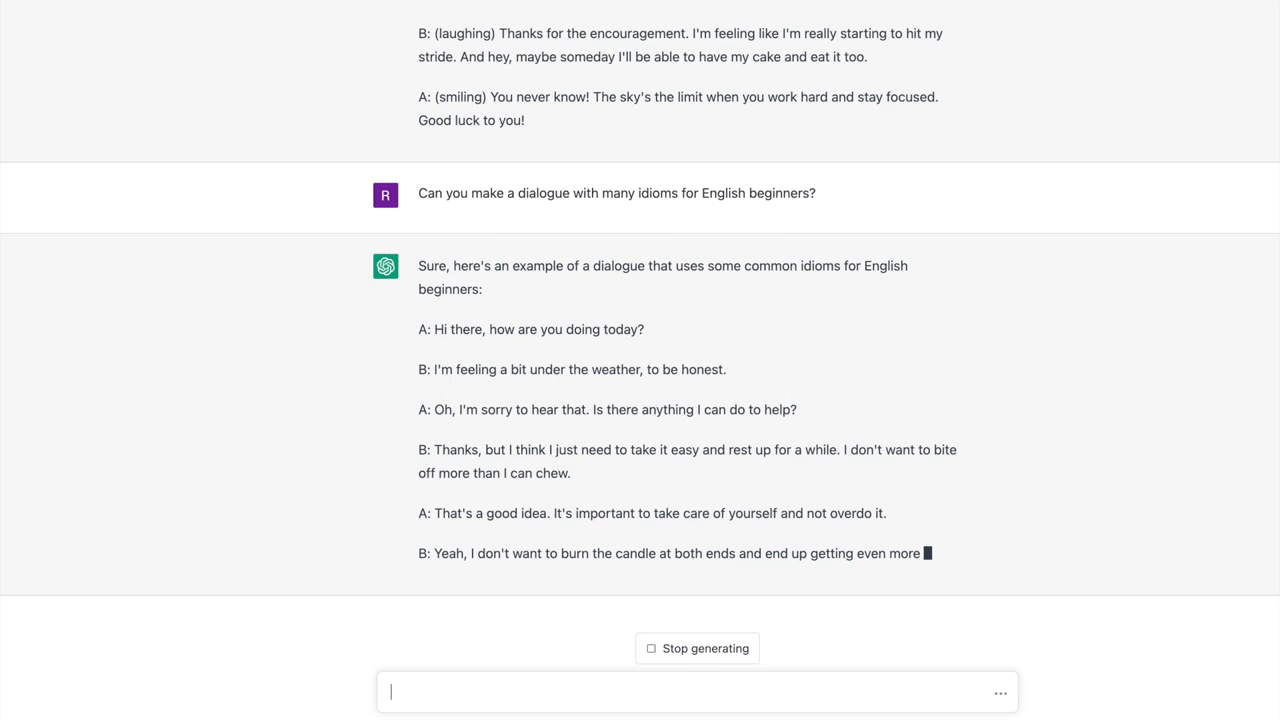 B: (laughing) Thanks for the encouragement. I'm feeling like I'm really starting to hit my
stride. And hey, maybe someday I'll be able to have my cake and eat it too.
A: (smiling) You never know! The sky's the limit when you work hard and stay focused.
Good luck to you!
R
Can you make a dialogue with many idioms for English beginners?
Sure, here's an example of a dialogue that uses some common idioms for English
beginners:
A: Hi there, how are you doing today?
B: I'm feeling a bit under the weather, to be honest.
A: Oh, I'm sorry to hear that. Is there anything I can do to help?
B: Thanks, but I think I just need to take it easy and rest up for a while. I don't want to bite
off more than I can chew.
A: That's a good idea. It's important to take care of yourself and not overdo it.
B: Yeah, I don't want to burn the candle at both ends and end up getting even more
Stop generating
...